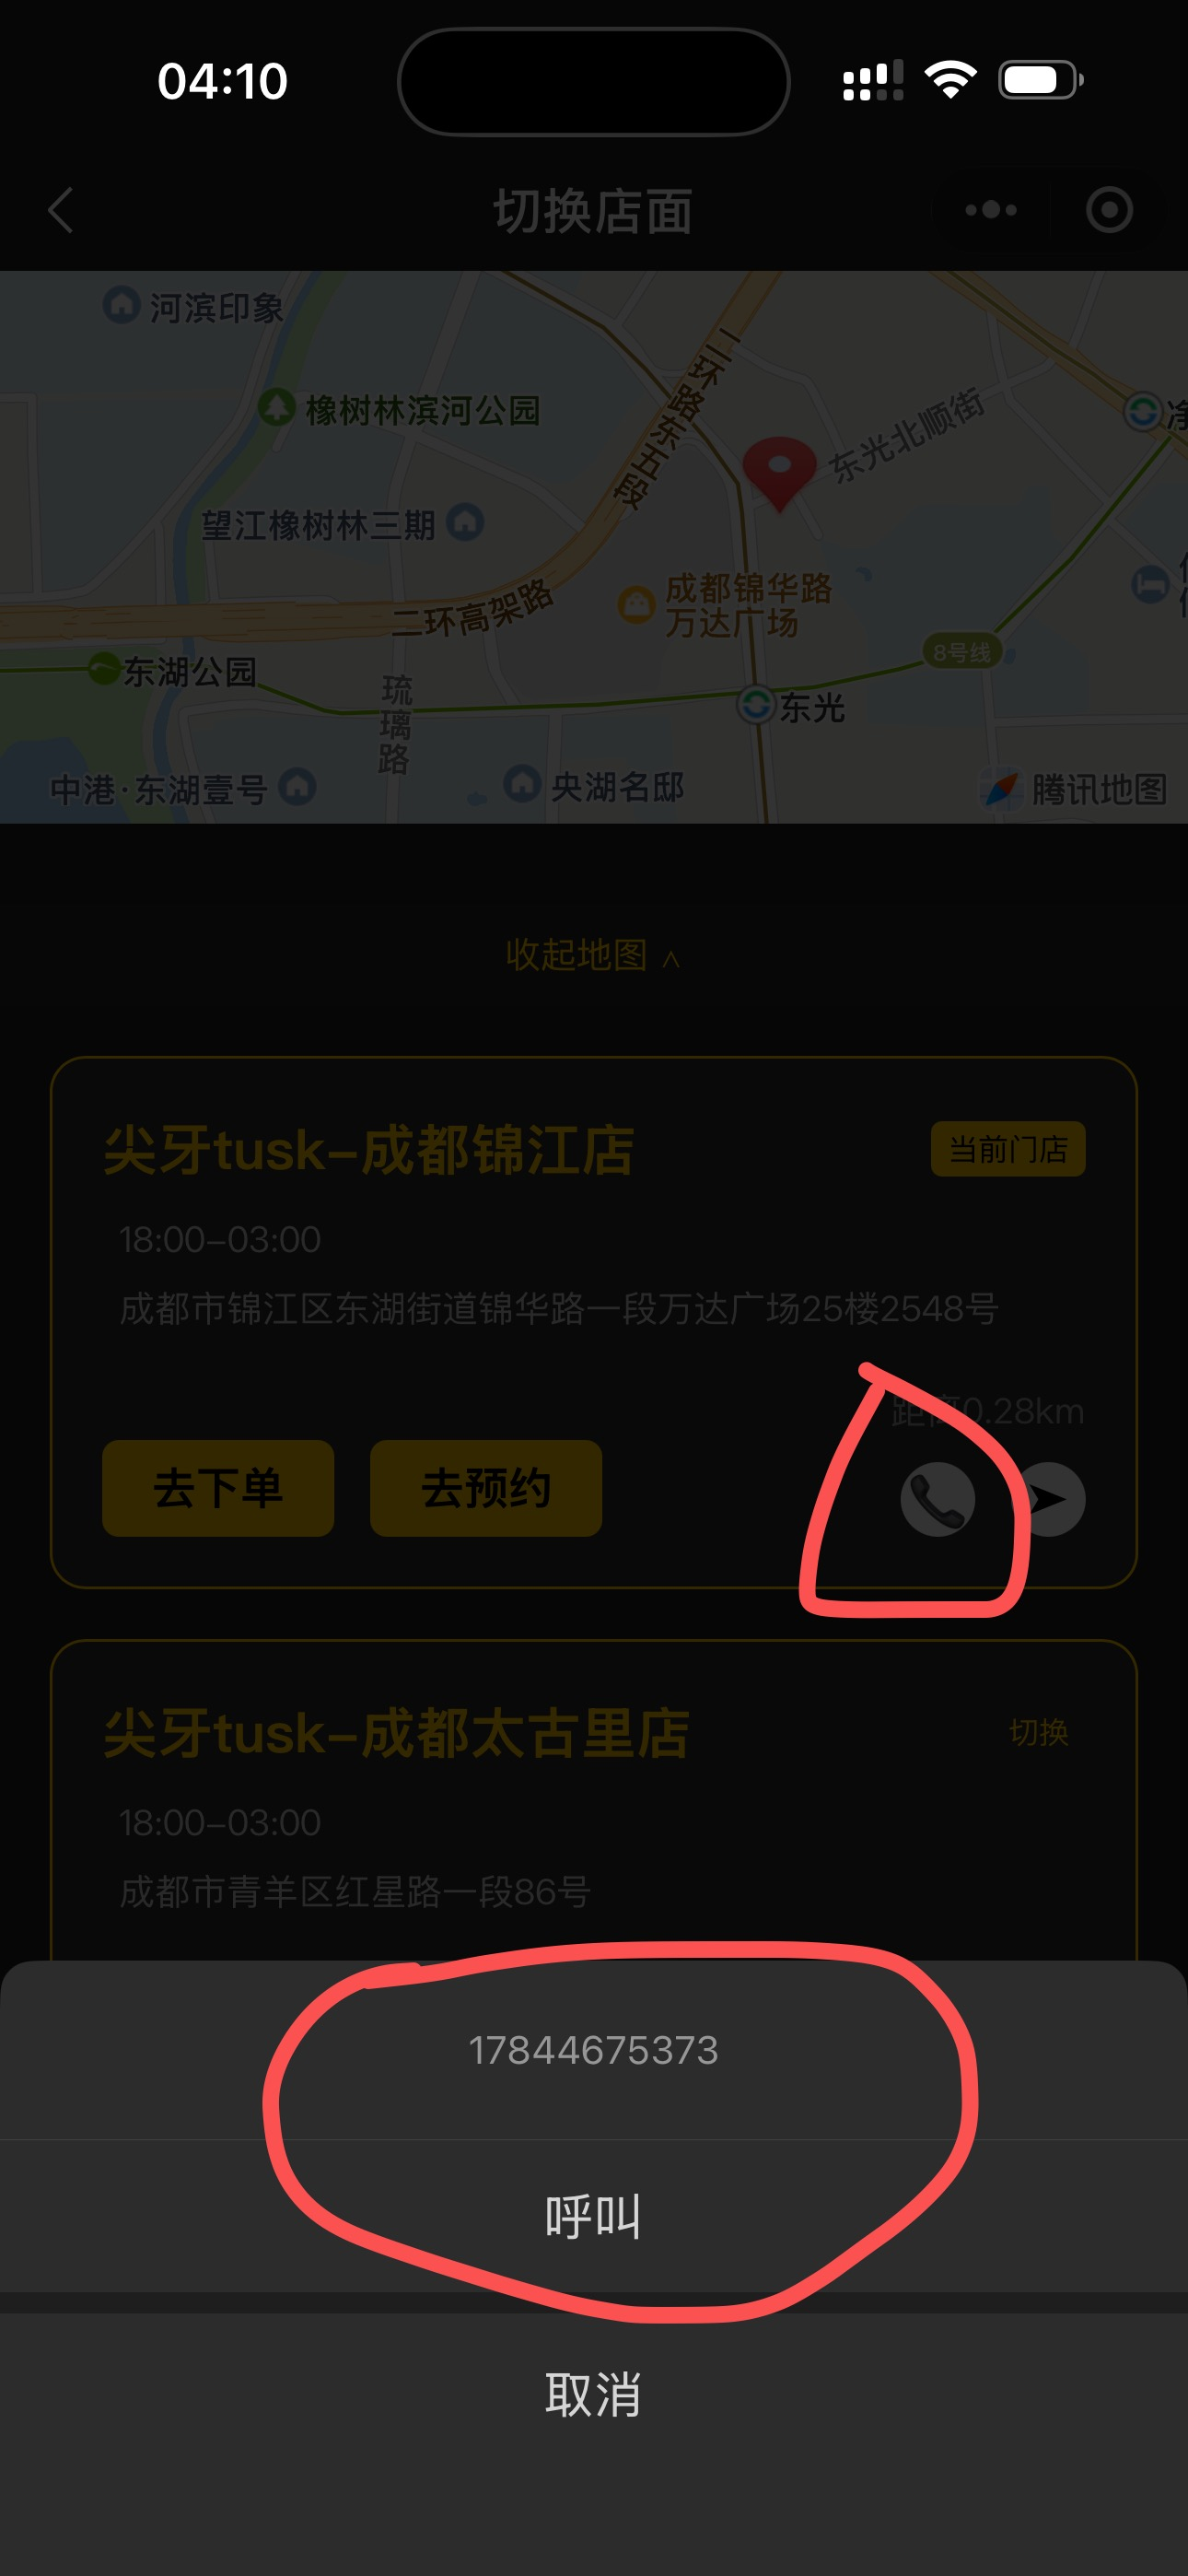 04:10
切换店面
河滨印象
橡树林滨河公园
二环路东五段
东光北顺街
净
望江橡树林三期
成都锦华路
万达广场
二环高架路
8号线
东湖公园
琉璃路
东光
中港·东湖壹号
央湖名邸
腾讯地图
收起地图
尖牙tusk-成都锦江店
当前门店
18:00-03:00
成都市锦江区东湖街道锦华路一段万达广场25楼2548号
距离0.28km
去下单
去预约
尖牙tusk-成都太古里店
切换
18:00-03:00
成都市青羊区红星路一段86号
17844675373
呼叫
取消